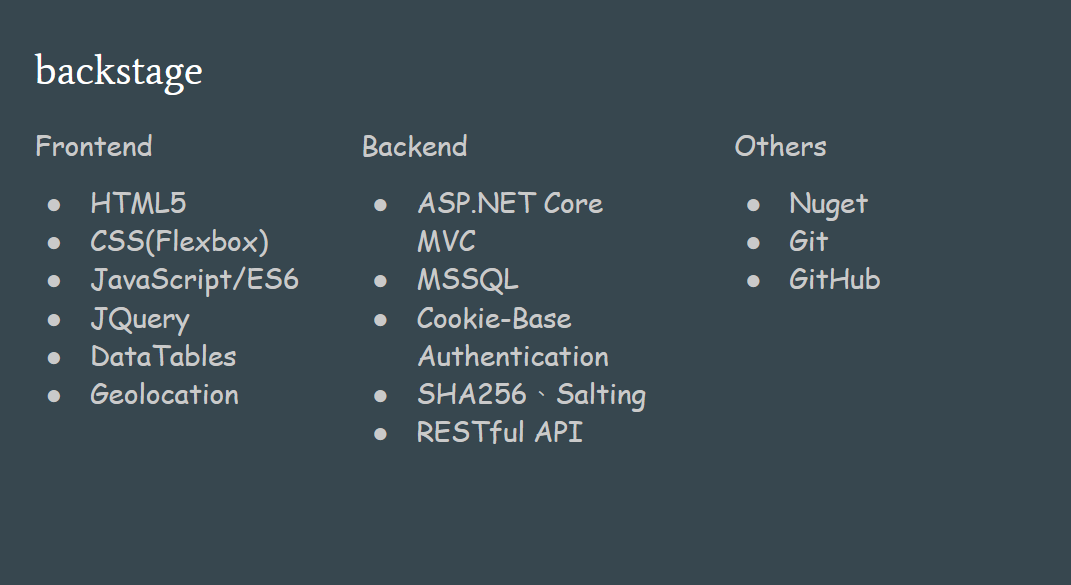 backstage
Frontend
HTML5
CSS(Flexbox)
JavaScript/ES6
JQuery
DataTables
Geolocation
Backend
ASP.NET Core
MVC
MSSQL
Cookie-Base
Authentication
SHA256、Salting
RESTful API
Others
Nuget
Git
GitHub